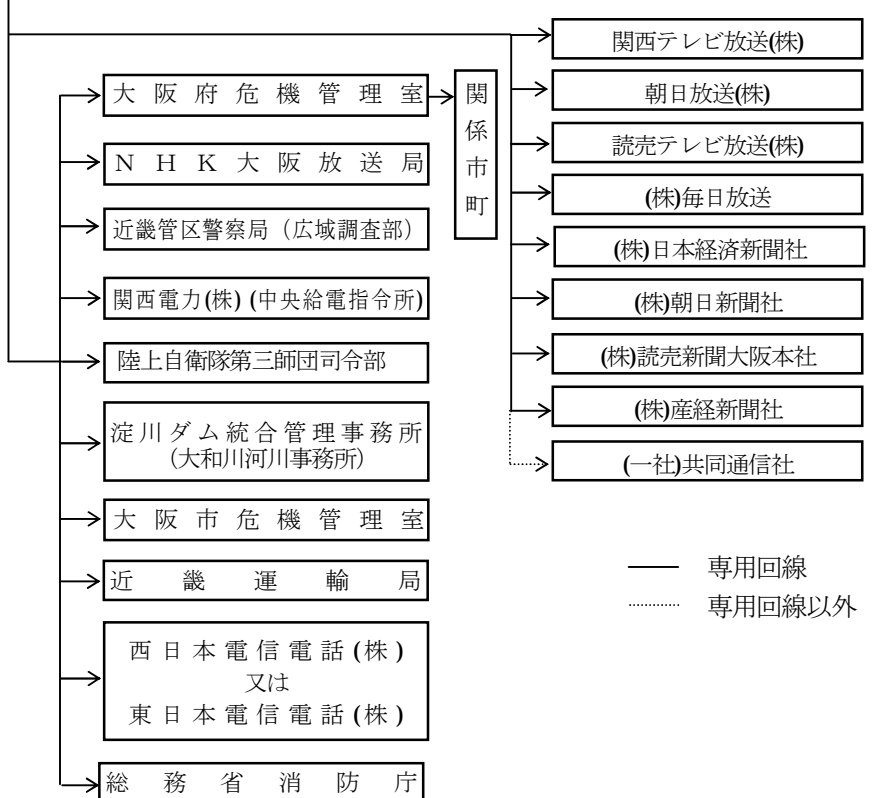 大阪府危機管理室
NHK大阪放送局
近畿管区警察局（広域調査部）
関西電力(株) (中央給電指令所)
陸上自衛隊第三師団司令部
淀川ダム統合管理事務所
（大和川河川事務所）
大阪市危機管理室
近畿運輸局
西日本電信電話(株)
又は
東日本電信電話(株)
総務省消防庁
関係市町
関西テレビ放送(株)
朝日放送(株)
読売テレビ放送(株)
(株)毎日放送
(株)日本経済新聞社
(株)朝日新聞社
(株)読売新聞大阪本社
(株)産経新聞社
(一社)共同通信社
専用回線
専用回線以外